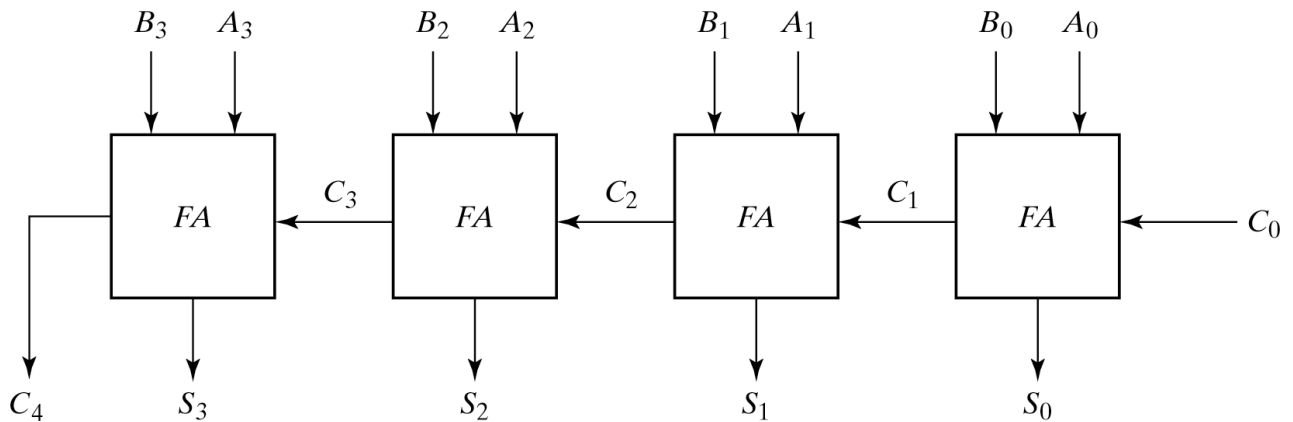 B₃ A₃ B₂ A₂ B₁ A₁ B₀ A₀
FA C₃ FA C₂ FA C₁ FA C₀
C₄ S₃ S₂ S₁ S₀